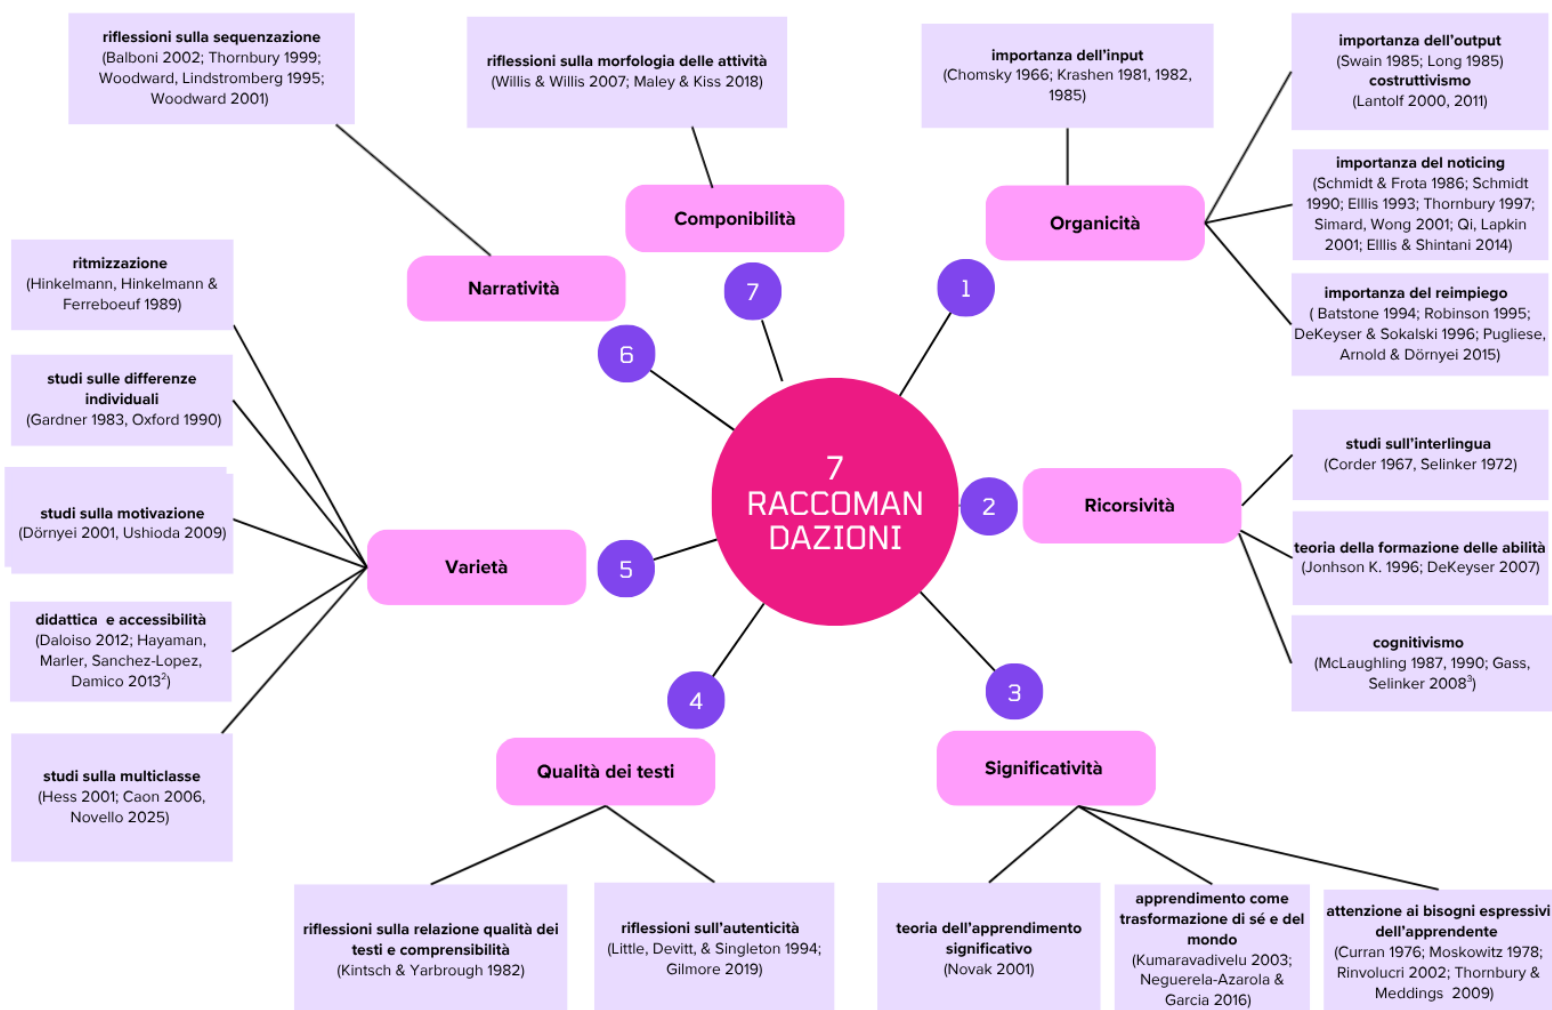 7
RACCOMAN
DAZIONI
1
Organicità
importanza dell'input
(Chomsky 1966; Krashen 1981, 1982,
1985)
importanza dell'output
(Swain 1985; Long 1985)
costruttivismo
(Lantolf 2000, 2011)
importanza del noticing
(Schmidt & Frota 1986; Schmidt
1990; Elllis 1993; Thornbury 1997;
Simard, Wong 2001; Qi, Lapkin
2001; Elllis & Shintani 2014)
importanza del reimpiego
( Batstone 1994; Robinson 1995;
DeKeyser & Sokalski 1996; Pugliese,
Arnold & Dörnyei 2015)
2
Ricorsività
studi sull'interlingua
(Corder 1967, Selinker 1972)
teoria della formazione delle abilità
(Jonhson K. 1996; DeKeyser 2007)
cognitivismo
(McLaughling 1987, 1990; Gass,
Selinker 2008³)
3
Significatività
teoria dell'apprendimento
significativo
(Novak 2001)
apprendimento come
trasformazione di sé e del
mondo
(Kumaravadivelu 2003;
Neguerela-Azarola &
Garcia 2016)
attenzione ai bisogni espressivi
dell'apprendente
(Curran 1976; Moskowitz 1978;
Rinvolucri 2002; Thornbury &
Meddings 2009)
4
Qualità dei testi
riflessioni sulla relazione qualità dei
testi e comprensibilità
(Kintsch & Yarbrough 1982)
riflessioni sull'autenticità
(Little, Devitt, & Singleton 1994;
Gilmore 2019)
5
Varietà
ritmizzazione
(Hinkelmann, Hinkelmann &
Ferreboeuf 1989)
studi sulle differenze
individuali
(Gardner 1983, Oxford 1990)
studi sulla motivazione
(Dörnyei 2001, Ushioda 2009)
didattica e accessibilità
(Daloiso 2012; Hayaman,
Marler, Sanchez-Lopez,
Damico 2013²)
studi sulla multiclasse
(Hess 2001; Caon 2006,
Novello 2025)
6
Narratività
riflessioni sulla sequenzazione
(Balboni 2002; Thornbury 1999;
Woodward, Lindstromberg 1995;
Woodward 2001)
7
Componibilità
riflessioni sulla morfologia delle attività
(Willis & Willis 2007; Maley & Kiss 2018)